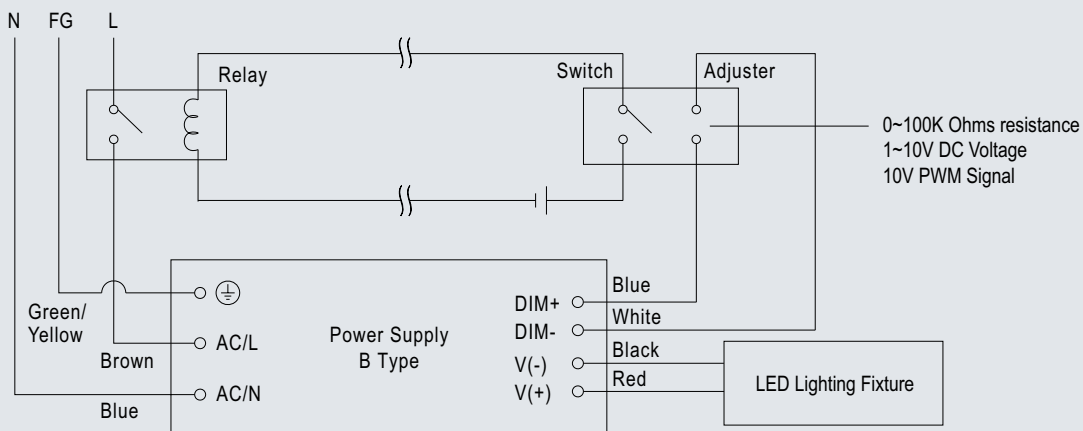 N FG L
Relay
Switch
Adjuster
0~100K Ohms resistance
1~10V DC Voltage
10V PWM Signal
Green/
Yellow
Brown
Blue
AC/L
AC/N
Power Supply
B Type
DIM+
DIM-
V(-)
V(+)
Blue
White
Black
Red
LED Lighting Fixture